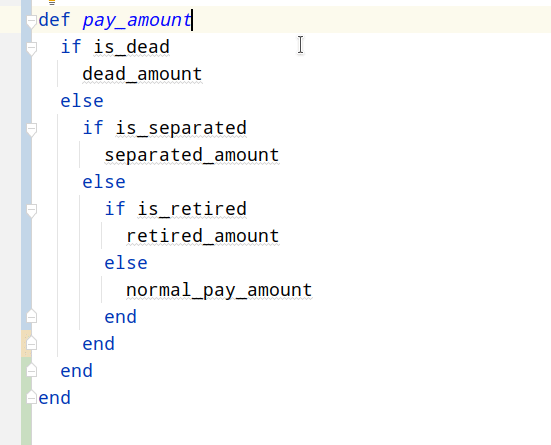 def pay_amount
  if is_dead
    dead_amount
  else
    if is_separated
      separated_amount
    else
      if is_retired
        retired_amount
      else
        normal_pay_amount
      end
    end
  end
end